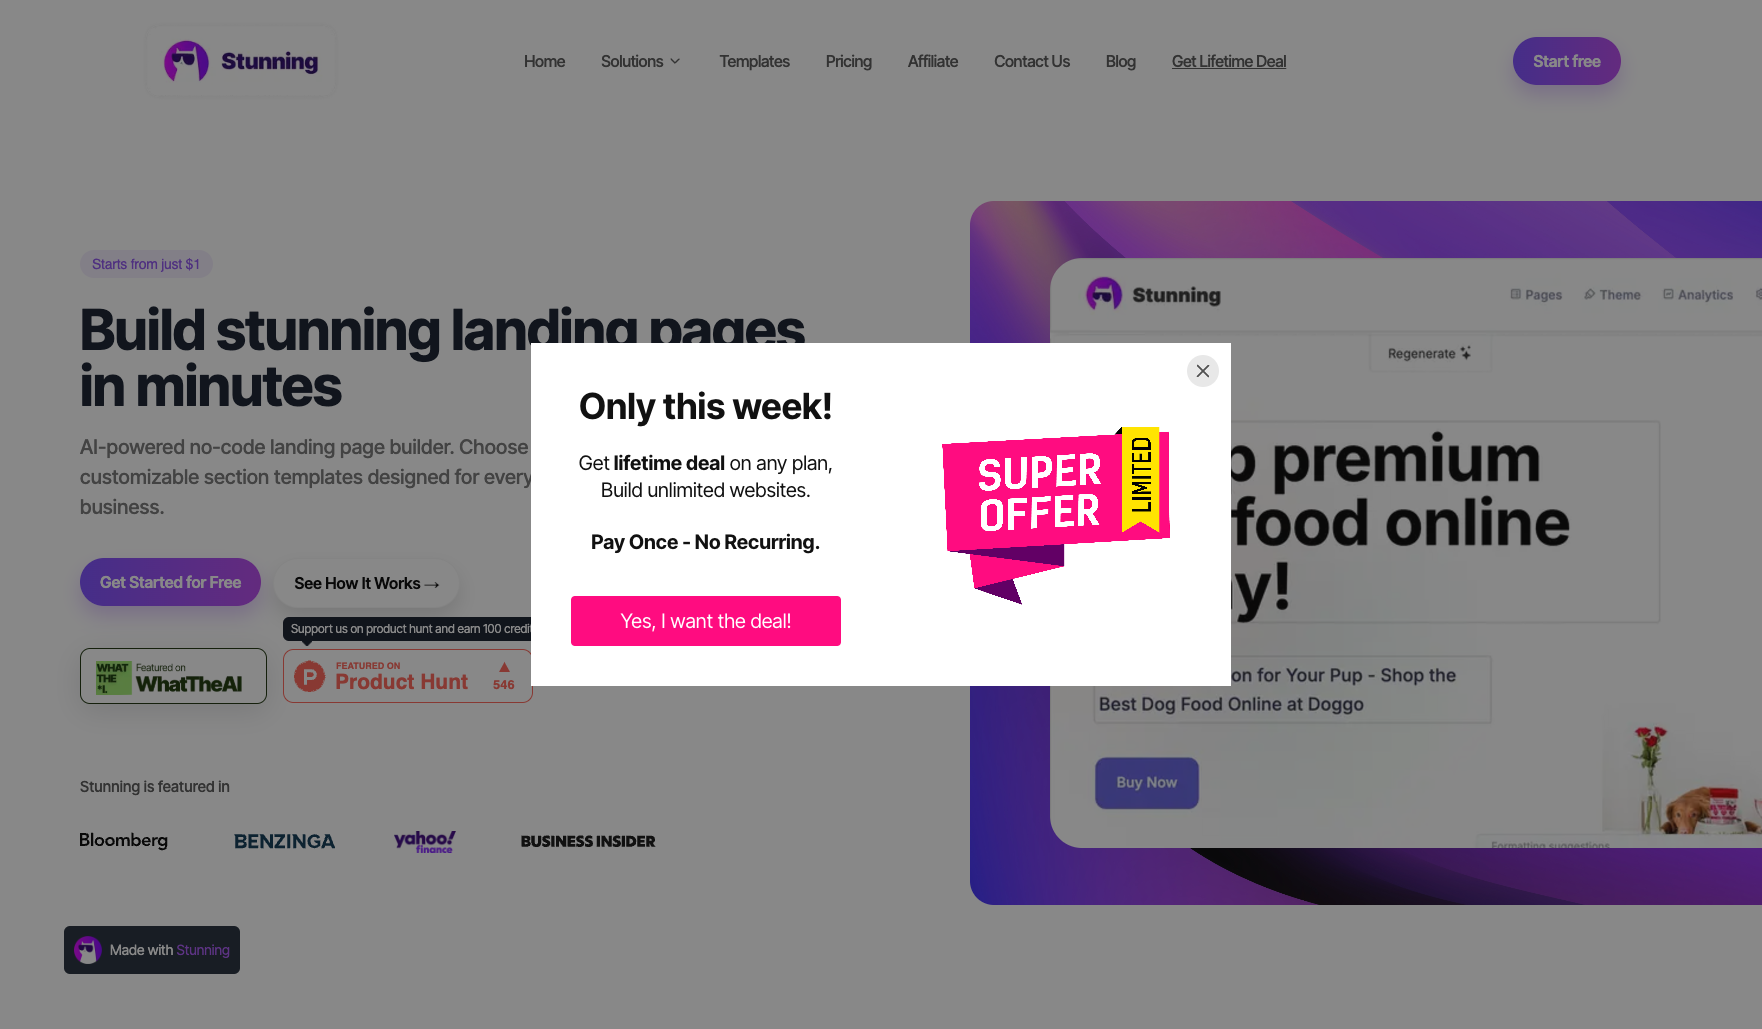 Stunning
Home
Solutions
Templates
Pricing
Affiliate
Contact Us
Blog
Get Lifetime Deal
Start free
Starts from just $1
Build stunning landing pages
in minutes
AI-powered no-code landing page builder. Choose
customizable section templates designed for every
business.
Get Started for Free
See How It Works →
Support us on product hunt and earn 100 credit
WHAT
THE
*L
Featured on
WhatTheAI
P
FEATURED ON
Product Hunt
546
Stunning is featured in
Bloomberg
BENZINGA
yahoo!
finance
BUSINESS INSIDER
Made with Stunning
Only this week!
Get lifetime deal on any plan,
Build unlimited websites.
Pay Once - No Recurring.
Yes, I want the deal!
SUPER
OFFER
LIMITED
Stunning
Pages
Theme
Analytics
Regenerate
premium
food online
y!
on for Your Pup - Shop the
Best Dog Food Online at Doggo
Buy Now
Formatting suggestions